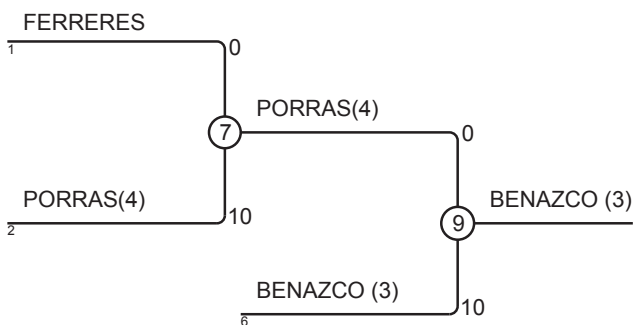 FERRERES
1
0
PORRAS(4)
7
0
PORRAS(4)
10
BENAZCO (3)
2
9
BENAZCO (3)
10
6